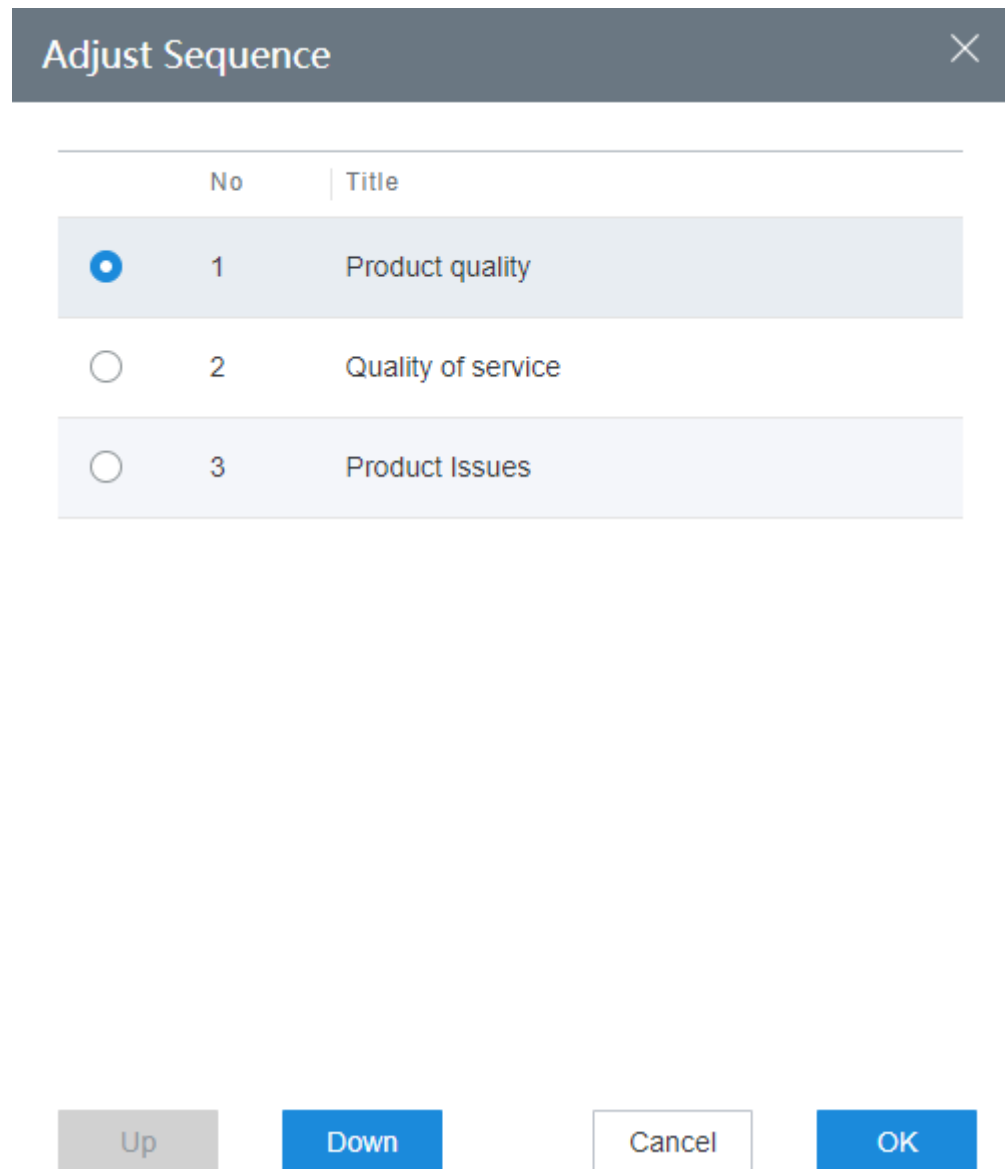 Adjust Sequence
No Title
1 Product quality
2 Quality of service
3 Product Issues
Up Down Cancel OK